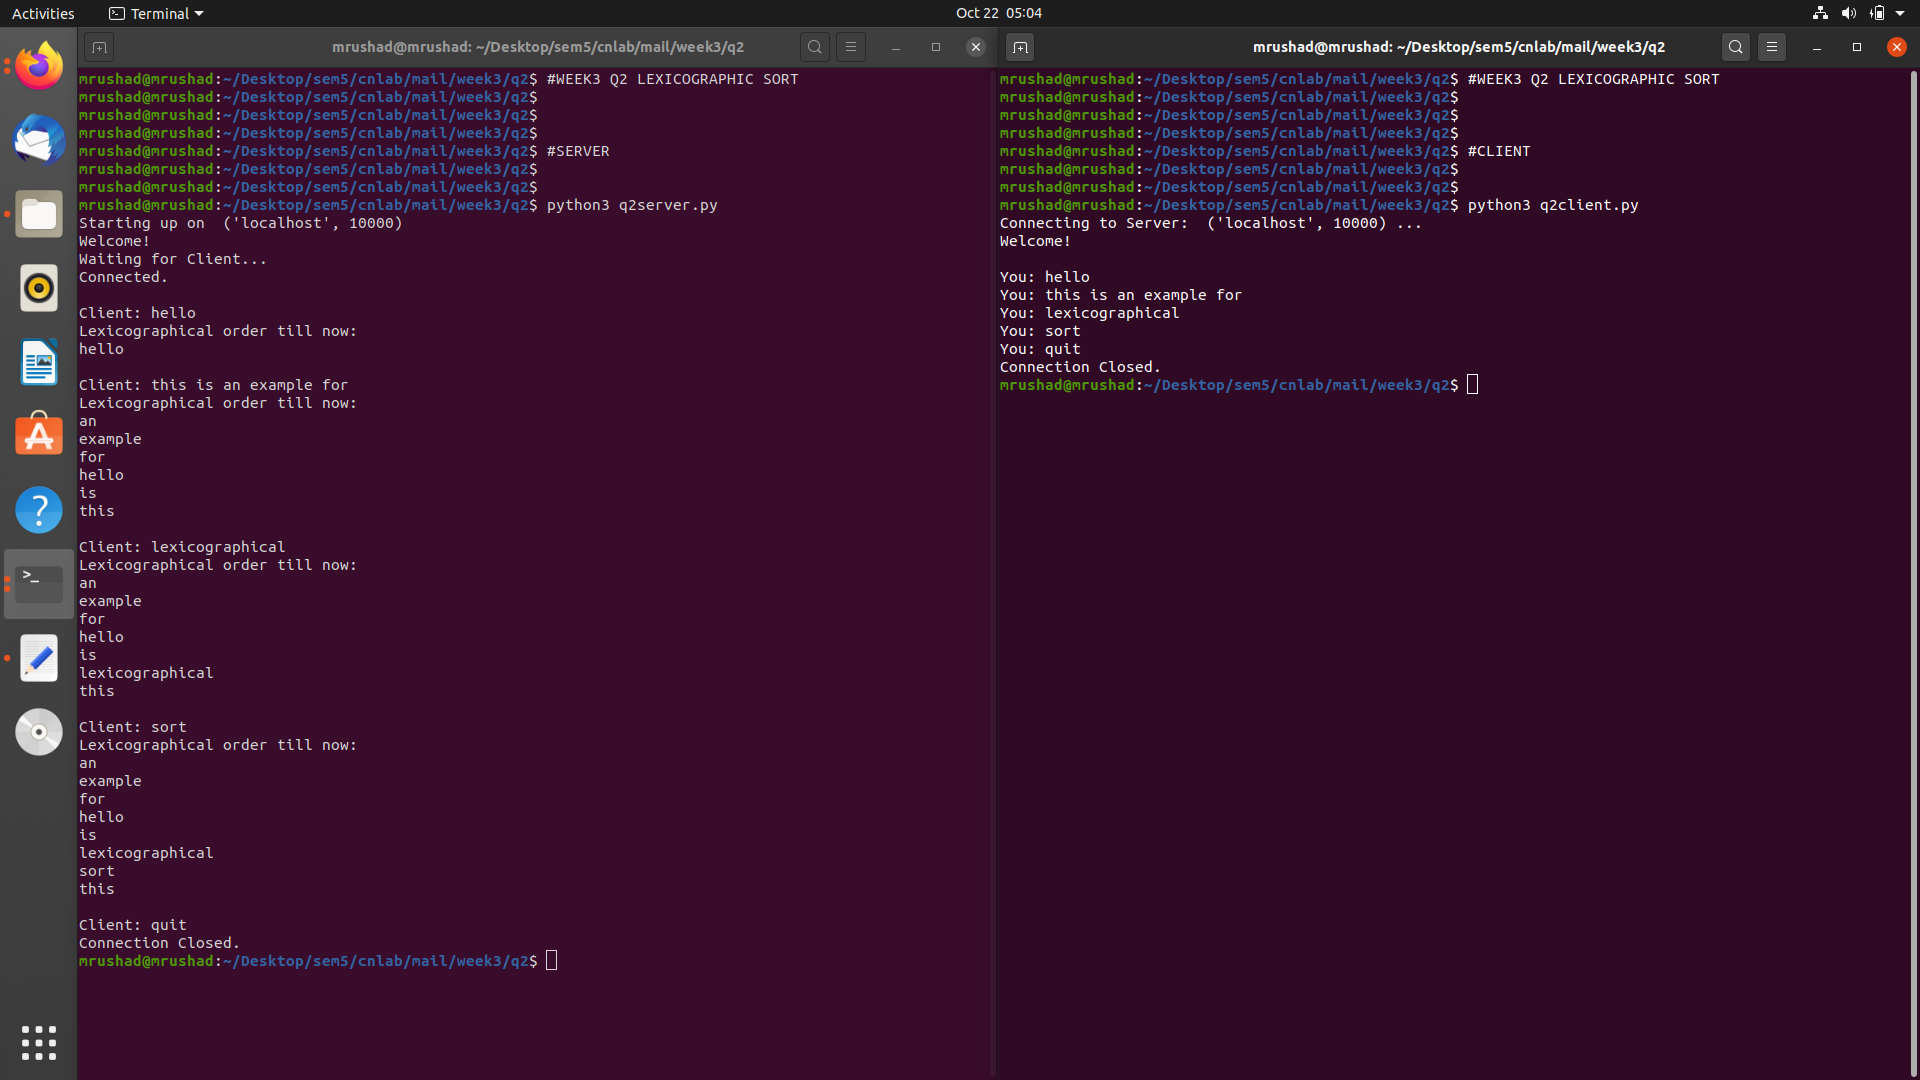 Activities
Terminal
Oct 22 05:04
mrushad@mrushad: ~/Desktop/sem5/cnlab/mail/week3/q2
mrushad@mrushad:~/Desktop/sem5/cnlab/mail/week3/q2$ #WEEK3 Q2 LEXICOGRAPHIC SORT
mrushad@mrushad:~/Desktop/sem5/cnlab/mail/week3/q2$
mrushad@mrushad:~/Desktop/sem5/cnlab/mail/week3/q2$
mrushad@mrushad:~/Desktop/sem5/cnlab/mail/week3/q2$
mrushad@mrushad:~/Desktop/sem5/cnlab/mail/week3/q2$ #SERVER
mrushad@mrushad:~/Desktop/sem5/cnlab/mail/week3/q2$
mrushad@mrushad:~/Desktop/sem5/cnlab/mail/week3/q2$
mrushad@mrushad:~/Desktop/sem5/cnlab/mail/week3/q2$ python3 q2server.py
Starting up on  ('localhost', 10000)
Welcome!
Waiting for Client...
Connected.
Client: hello
Lexicographical order till now:
hello
Client: this is an example for
Lexicographical order till now:
an
example
for
hello
is
this
Client: lexicographical
Lexicographical order till now:
an
example
for
hello
is
lexicographical
this
Client: sort
Lexicographical order till now:
an
example
for
hello
is
lexicographical
sort
this
Client: quit
Connection Closed.
mrushad@mrushad:~/Desktop/sem5/cnlab/mail/week3/q2$
mrushad@mrushad: ~/Desktop/sem5/cnlab/mail/week3/q2
mrushad@mrushad:~/Desktop/sem5/cnlab/mail/week3/q2$ #WEEK3 Q2 LEXICOGRAPHIC SORT
mrushad@mrushad:~/Desktop/sem5/cnlab/mail/week3/q2$
mrushad@mrushad:~/Desktop/sem5/cnlab/mail/week3/q2$
mrushad@mrushad:~/Desktop/sem5/cnlab/mail/week3/q2$
mrushad@mrushad:~/Desktop/sem5/cnlab/mail/week3/q2$ #CLIENT
mrushad@mrushad:~/Desktop/sem5/cnlab/mail/week3/q2$
mrushad@mrushad:~/Desktop/sem5/cnlab/mail/week3/q2$
mrushad@mrushad:~/Desktop/sem5/cnlab/mail/week3/q2$ python3 q2client.py
Connecting to Server:  ('localhost', 10000) ...
Welcome!
You: hello
You: this is an example for
You: lexicographical
You: sort
You: quit
Connection Closed.
mrushad@mrushad:~/Desktop/sem5/cnlab/mail/week3/q2$